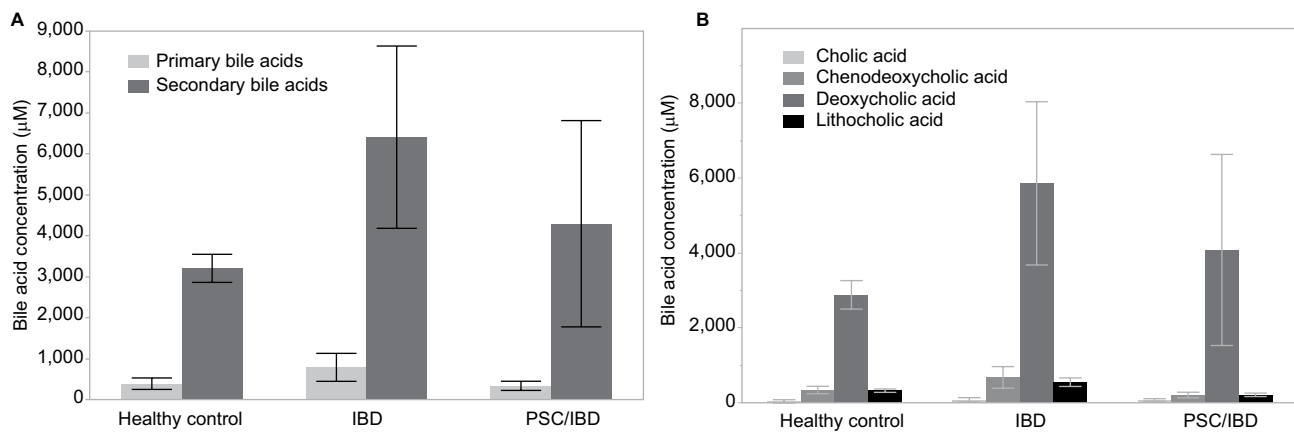 A
Bile acid concentration (μM)
9,000
8,000
7,000
6,000
5,000
4,000
3,000
2,000
1,000
0
Primary bile acids
Secondary bile acids
Healthy control
IBD
PSC/IBD
B
Bile acid concentration (μM)
8,000
6,000
4,000
2,000
0
Cholic acid
Chenodeoxycholic acid
Deoxycholic acid
Lithocholic acid
Healthy control
IBD
PSC/IBD